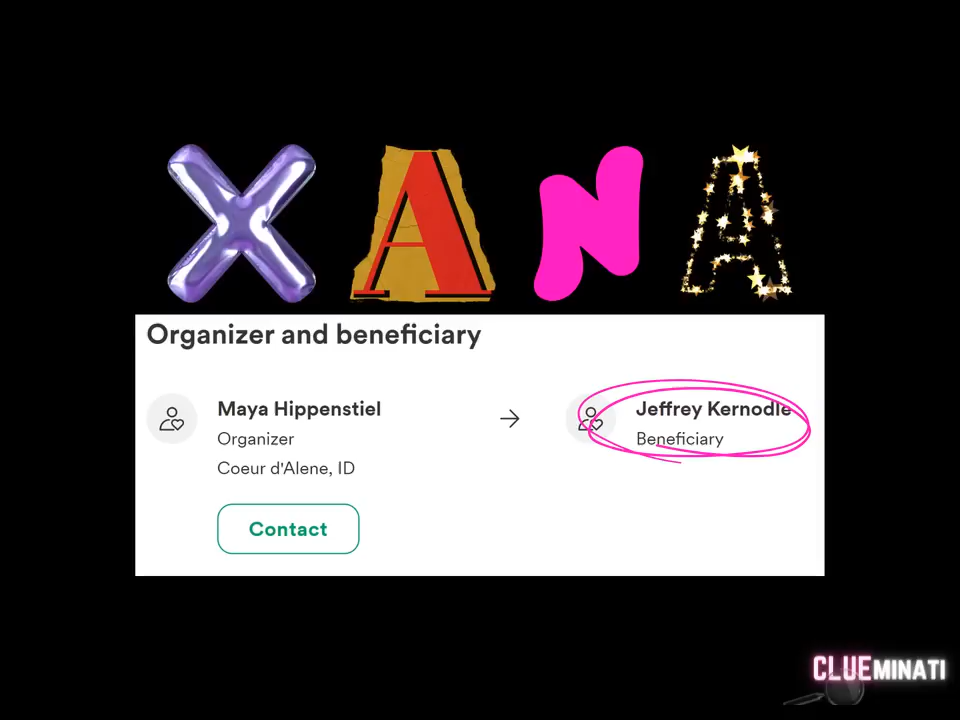 XANA
Organizer and beneficiary
Maya Hippenstiel
Organizer
Coeur d'Alene, ID
Contact
Jeffrey Kernodle
Beneficiary
CLUEMINATI